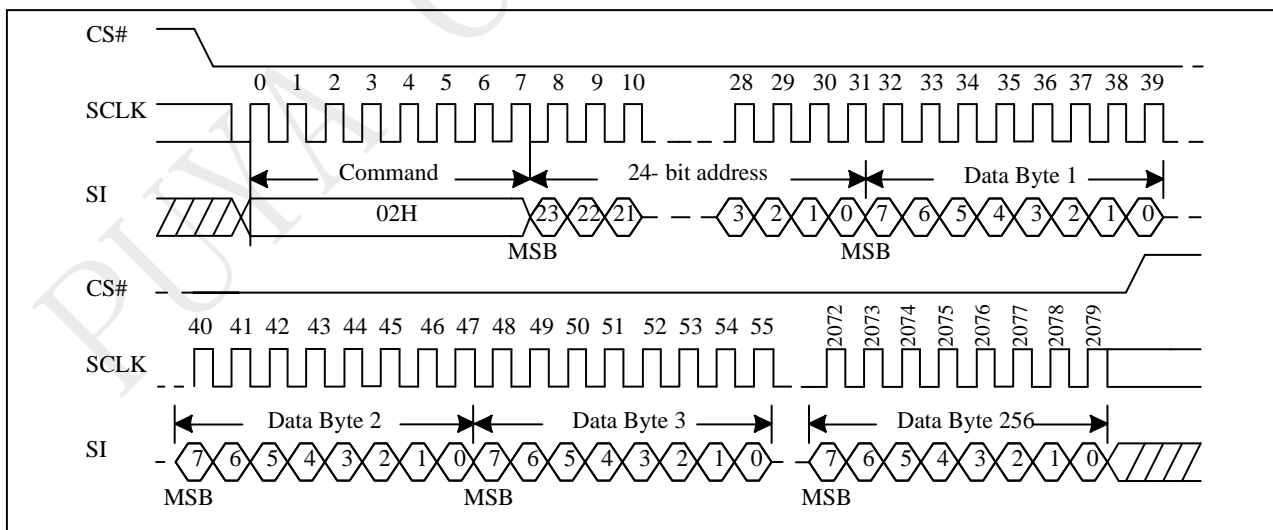 CS#
0 1 2 3 4 5 6 7 8 9 10 28 29 30 31 32 33 34 35 36 37 38 39
SCLK
Command 24- bit address Data Byte 1
SI
02H 23 22 21 3 2 1 0 7 6 5 4 3 2 1 0
MSB MSB
CS#
40 41 42 43 44 45 46 47 48 49 50 51 52 53 54 55 2072 2073 2074 2075 2076 2077 2078 2079
SCLK
Data Byte 2 Data Byte 3 Data Byte 256
SI
7 6 5 4 3 2 1 0 7 6 5 4 3 2 1 0 7 6 5 4 3 2 1 0
MSB MSB MSB
PUYA